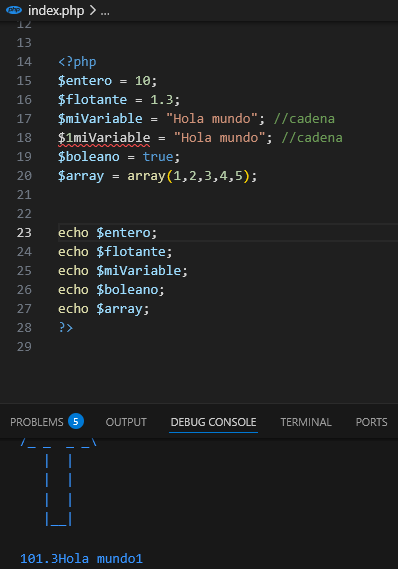 index.php > ...
12
13
14 <?php
15 $entero = 10;
16 $flotante = 1.3;
17 $miVariable = "Hola mundo"; //cadena
18 $1miVariable = "Hola mundo"; //cadena
19 $boleano = true;
20 $array = array(1,2,3,4,5);
21
22
23 echo $entero;
24 echo $flotante;
25 echo $miVariable;
26 echo $boleano;
27 echo $array;
28 ?>
29
PROBLEMS 5 OUTPUT DEBUG CONSOLE TERMINAL PORTS
/_ _  _ _\
|  |
|  |
|  |
|__|
101.3Hola mundo1